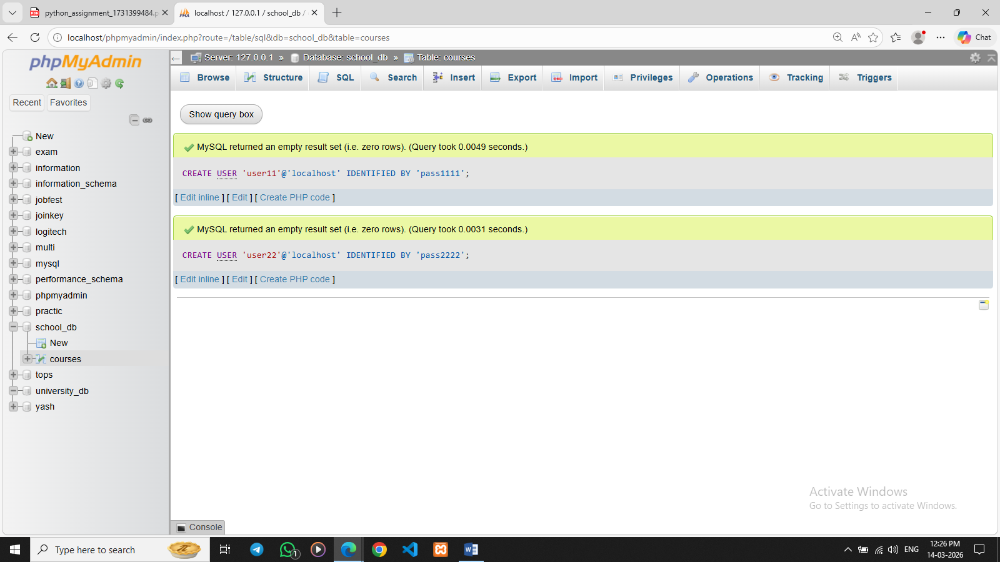 python_assignment_1731399484.p
localhost / 127.0.0.1 / school_db /
localhost/phpmyadmin/index.php?route=/table/sql&db=school_db&table=courses
Chat
phpMyAdmin
Recent
Favorites
New
exam
information
information_schema
jobfest
joinkey
logitech
multi
mysql
performance_schema
phpmyadmin
practic
school_db
New
courses
tops
university_db
yash
Server: 127.0.0.1 » Database: school_db » Table: courses
Browse Structure SQL Search Insert Export Import Privileges Operations Tracking Triggers
Show query box
MySQL returned an empty result set (i.e. zero rows). (Query took 0.0049 seconds.)
CREATE USER 'user11'@'localhost' IDENTIFIED BY 'pass1111';
[ Edit inline ] [ Edit ] [ Create PHP code ]
MySQL returned an empty result set (i.e. zero rows). (Query took 0.0031 seconds.)
CREATE USER 'user22'@'localhost' IDENTIFIED BY 'pass2222';
[ Edit inline ] [ Edit ] [ Create PHP code ]
Activate Windows
Go to Settings to activate Windows.
Console
Type here to search
1
ENG
12:26 PM
14-03-2026